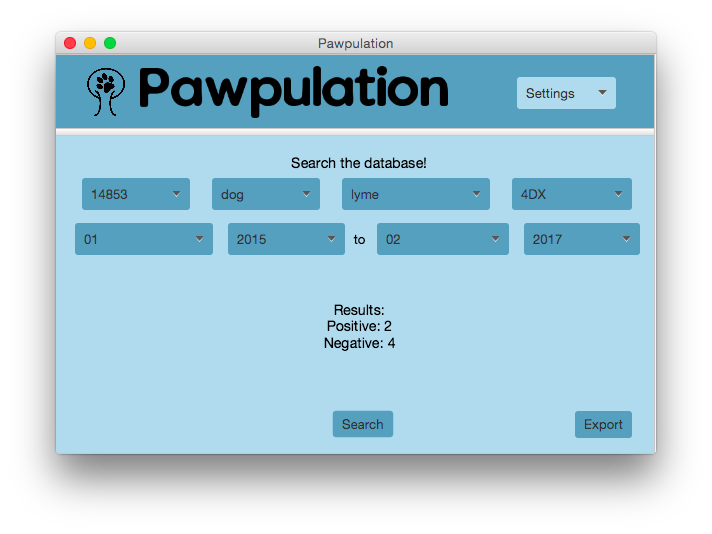 Pawpulation
Pawpulation
Settings
Search the database!
14853 dog lyme 4DX
01 2015 to 02 2017
Results:
Positive: 2
Negative: 4
Search Export